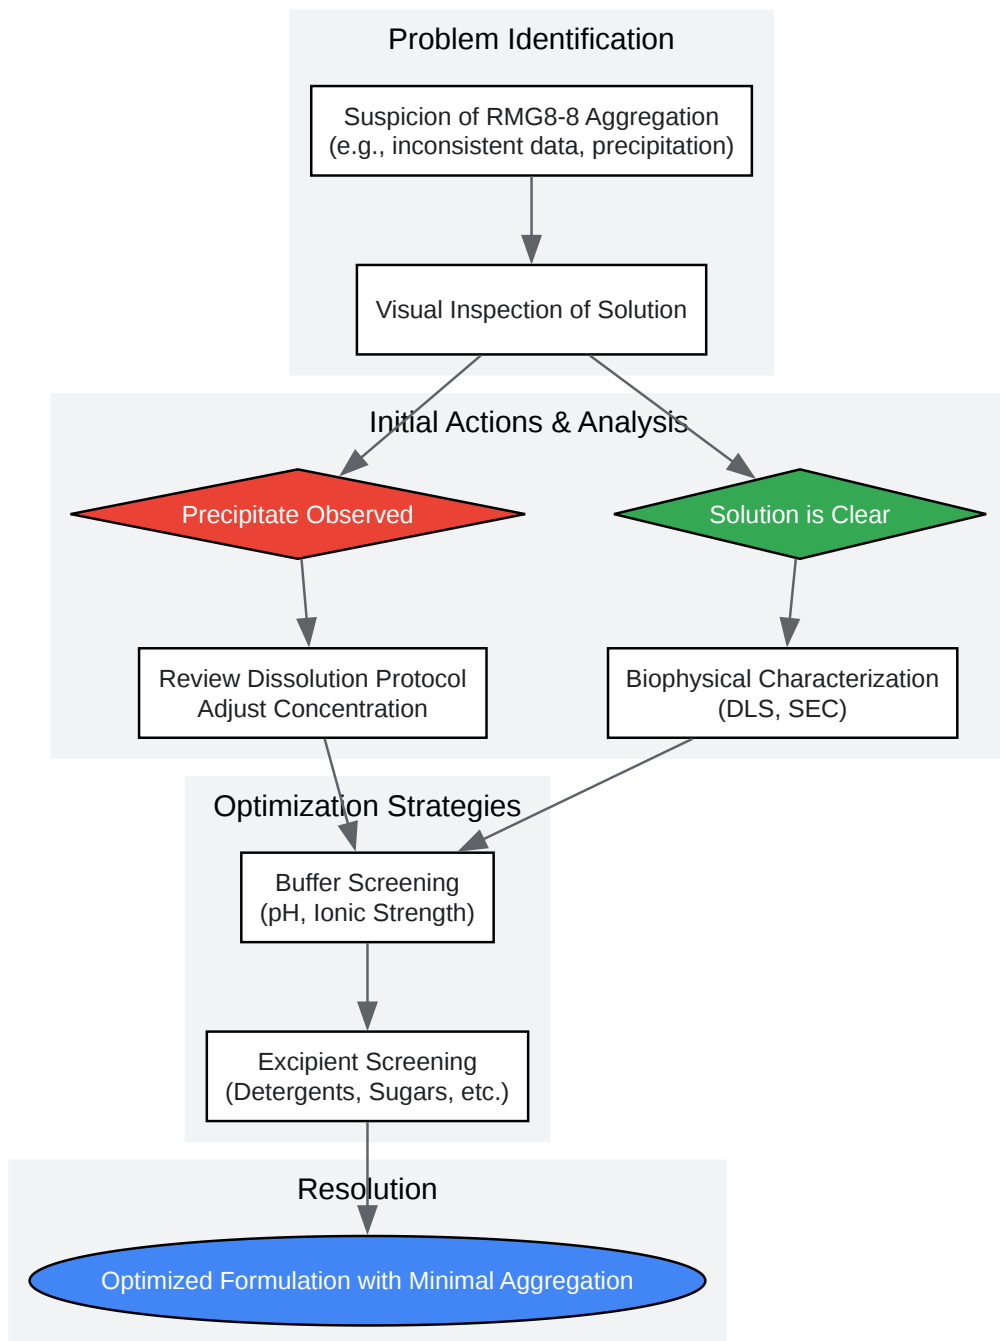 Problem Identification
Suspicion of RMG8-8 Aggregation
(e.g., inconsistent data, precipitation)
Visual Inspection of Solution
Initial Actions & Analysis
Precipitate Observed
Solution is Clear
Review Dissolution Protocol
Adjust Concentration
Biophysical Characterization
(DLS, SEC)
Optimization Strategies
Buffer Screening
(pH, Ionic Strength)
Excipient Screening
(Detergents, Sugars, etc.)
Resolution
Optimized Formulation with Minimal Aggregation